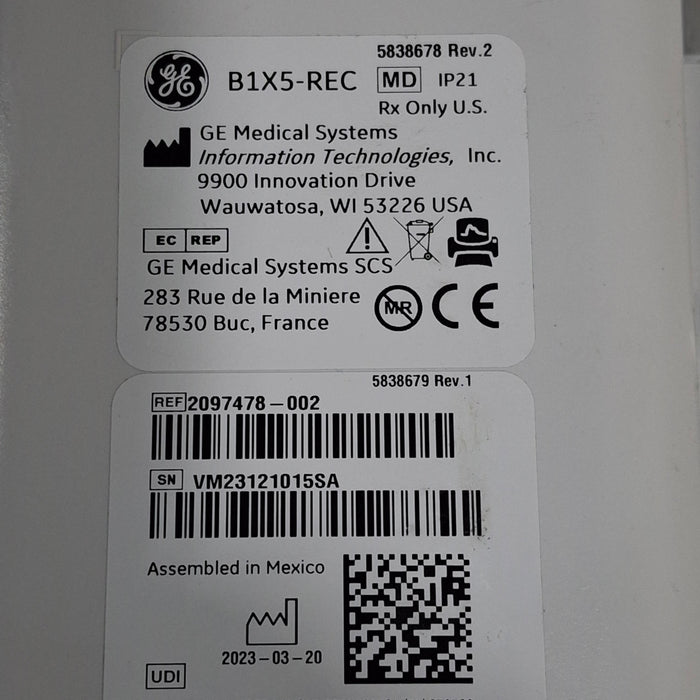 5838678 Rev.2
GE B1X5-REC MD IP21
Rx Only U.S.
GE Medical Systems
Information Technologies, Inc.
9900 Innovation Drive
Wauwatosa, WI 53226 USA
EC REP
GE Medical Systems SCS
283 Rue de la Miniere
78530 Buc, France
MR CE
5838679 Rev.1
REF 2097478-002
SN VM23121015SA
Assembled in Mexico
2023-03-20
UDI